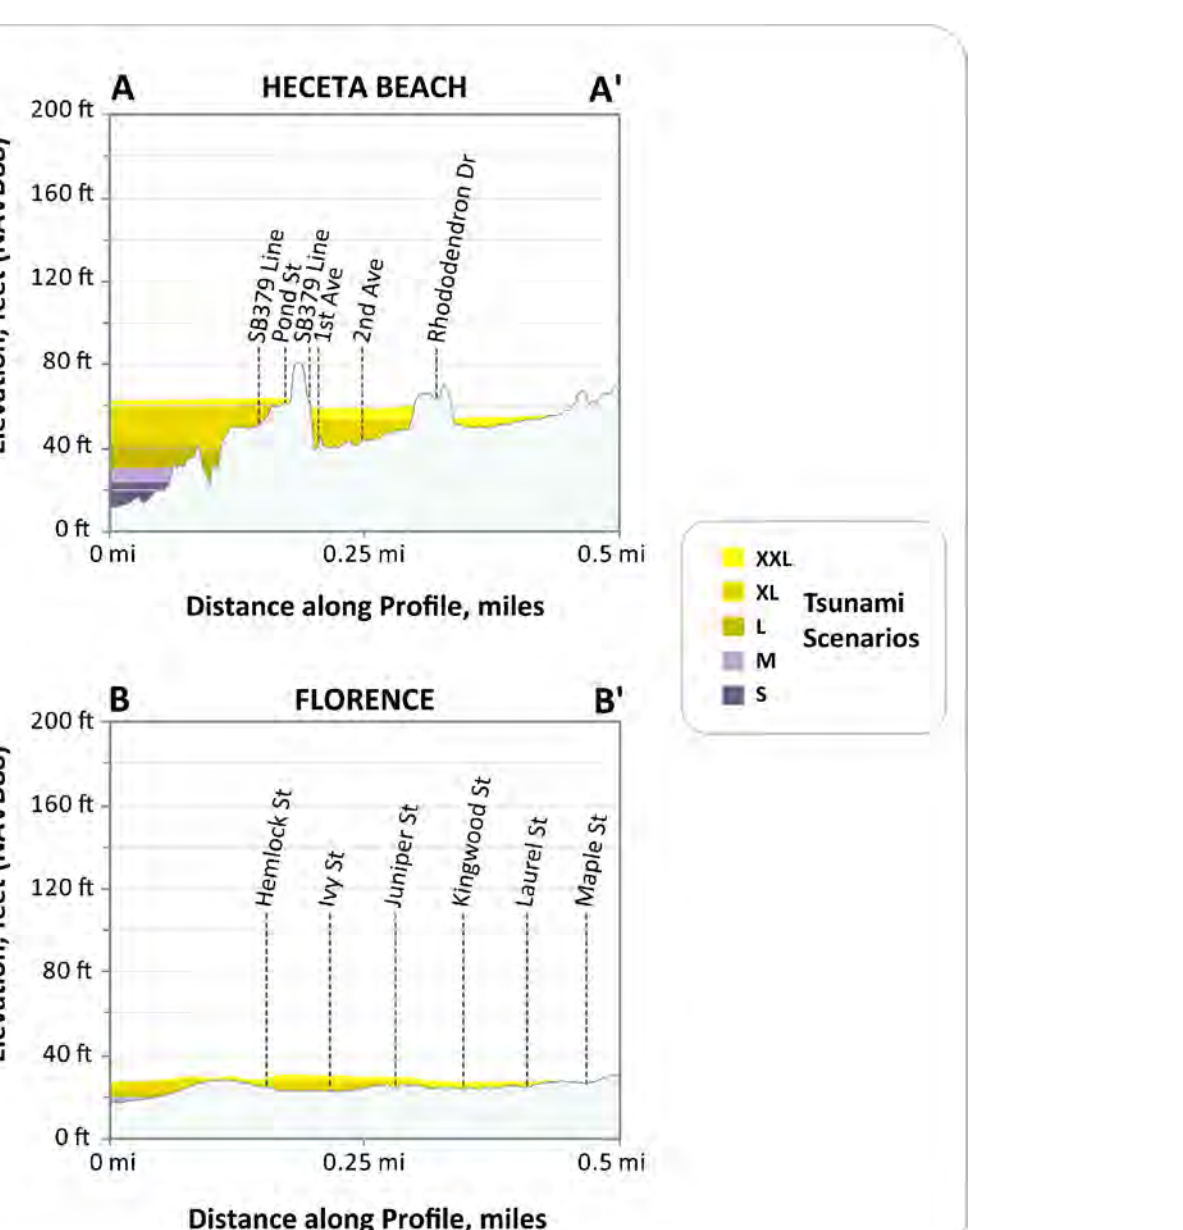 A HECETA BEACH A'
200 ft
160 ft
120 ft
80 ft
40 ft
0 ft
SB379 Line
Pond St
SB379 Line
1st Ave
2nd Ave
Rhododendron Dr
0 mi 0.25 mi 0.5 mi
Distance along Profile, miles
XXL
XL
L
M
S
Tsunami
Scenarios
B FLORENCE B'
200 ft
160 ft
120 ft
80 ft
40 ft
0 ft
Hemlock St
Ivy St
Juniper St
Kingwood St
Laurel St
Maple St
0 mi 0.25 mi 0.5 mi
Distance along Profile, miles